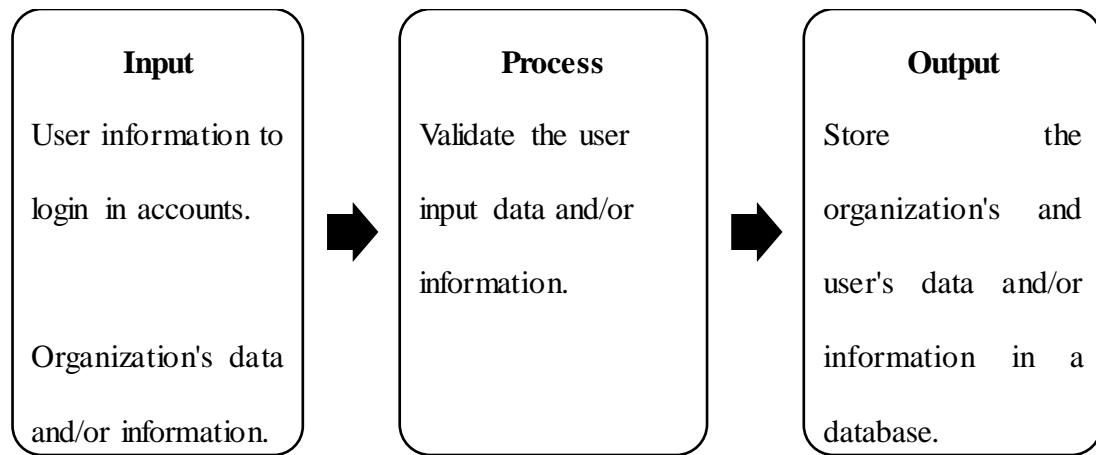 Input
User information to
login in accounts.
Organization's data
and/or information.
Process
Validate the user
input data and/or
information.
Output
Store the
organization's and
user's data and/or
information in a
database.